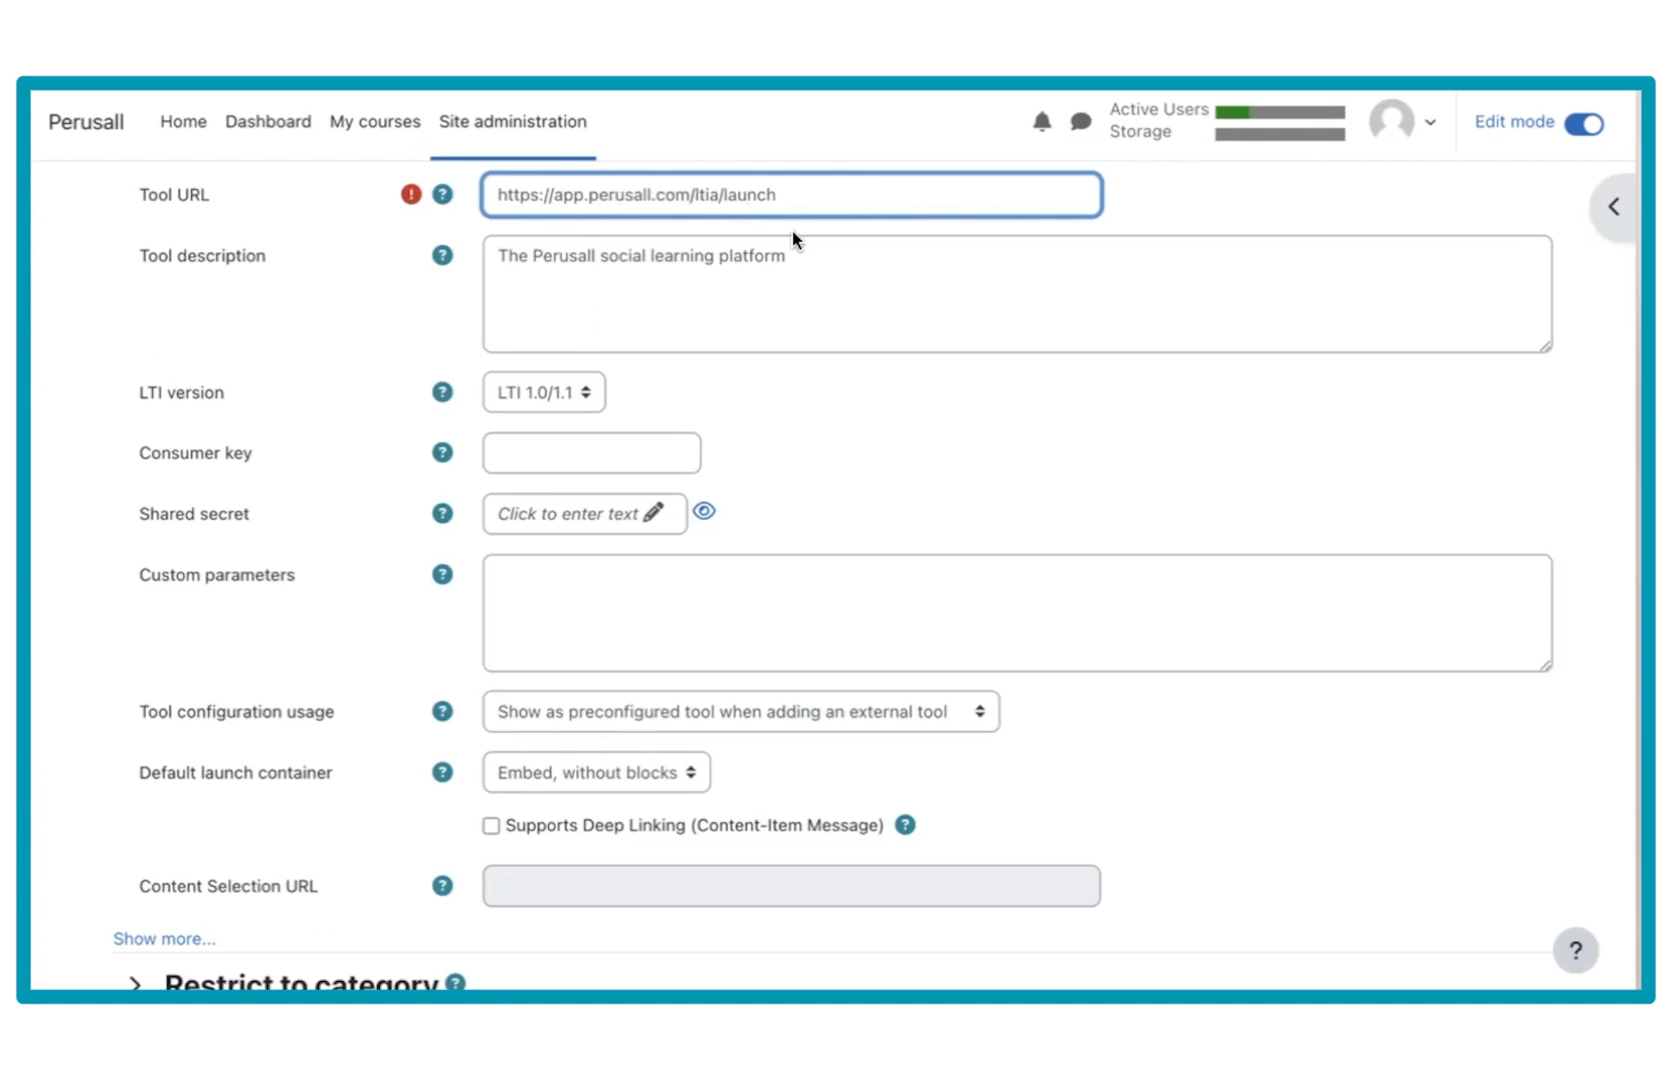 Perusall Home Dashboard My courses Site administration Active Users Edit mode
Storage
Tool URL ! ? https://app.perusall.com/ltia/launch
Tool description ? The Perusall social learning platform
LTI version ? LTI 1.0/1.1
Consumer key ?
Shared secret ? Click to enter text
Custom parameters ?
Tool configuration usage ? Show as preconfigured tool when adding an external tool
Default launch container ? Embed, without blocks
Supports Deep Linking (Content-Item Message) ?
Content Selection URL ?
Show more...
?
Restrict to category ?